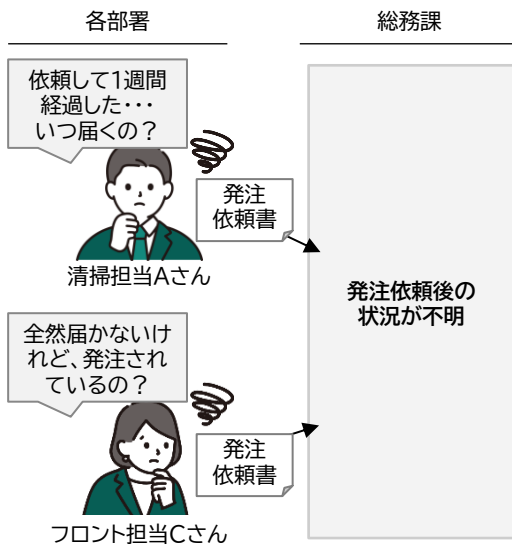 各部署
総務課
依頼して1週間
経過した・・・
いつ届くの？
発注
依頼書
清掃担当Aさん
発注依頼後の
状況が不明
全然届かないけ
れど、発注され
ているの？
発注
依頼書
フロント担当Cさん